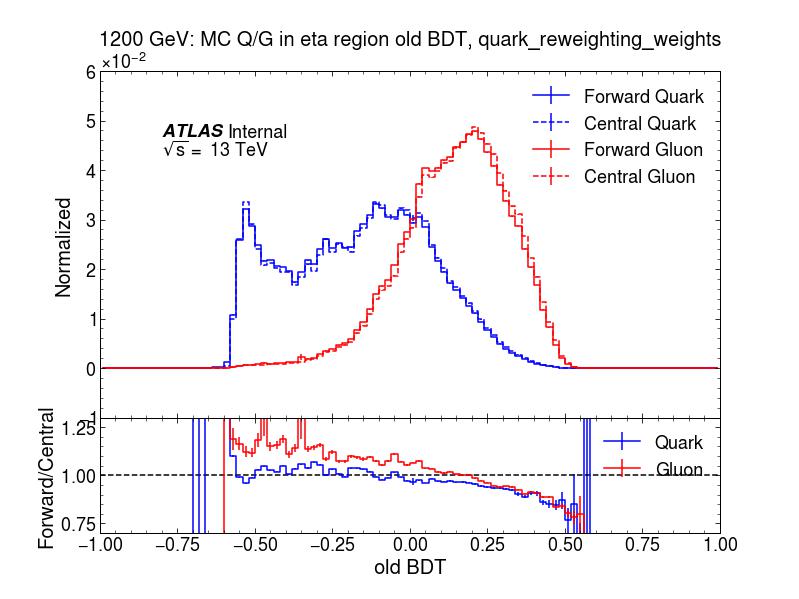 1200 GeV: MC Q/G in eta region old BDT, quark_reweighting_weights
×10⁻²
6
5
4
3
2
1
0
−1
Normalized
ATLAS Internal
√s = 13 TeV
Forward Quark
Central Quark
Forward Gluon
Central Gluon
1.25
1.00
0.75
Forward/Central
Quark
Gluon
−1.00 −0.75 −0.50 −0.25 0.00 0.25 0.50 0.75 1.00
old BDT